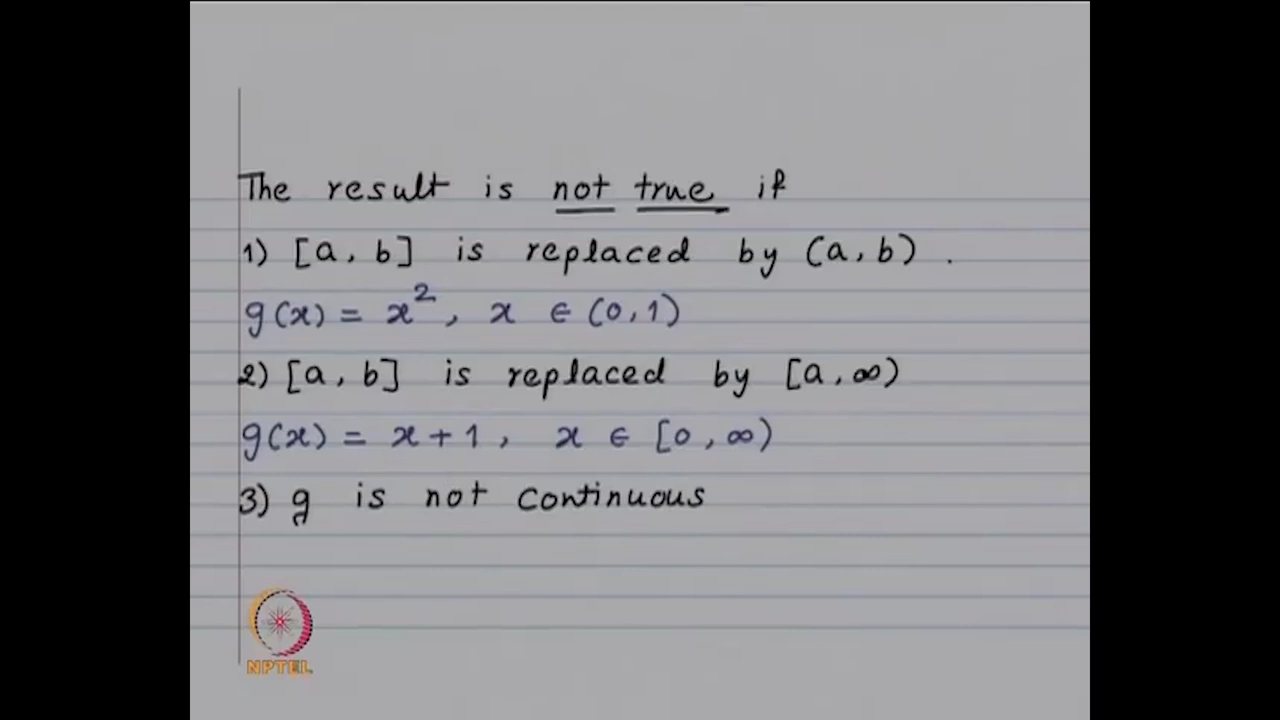 The result is not true if
1) [a, b] is replaced by (a, b).
g(x) = x², x ∈ (0, 1)
2) [a, b] is replaced by [a, ∞)
g(x) = x + 1, x ∈ [0, ∞)
3) g is not continuous
NPTEL